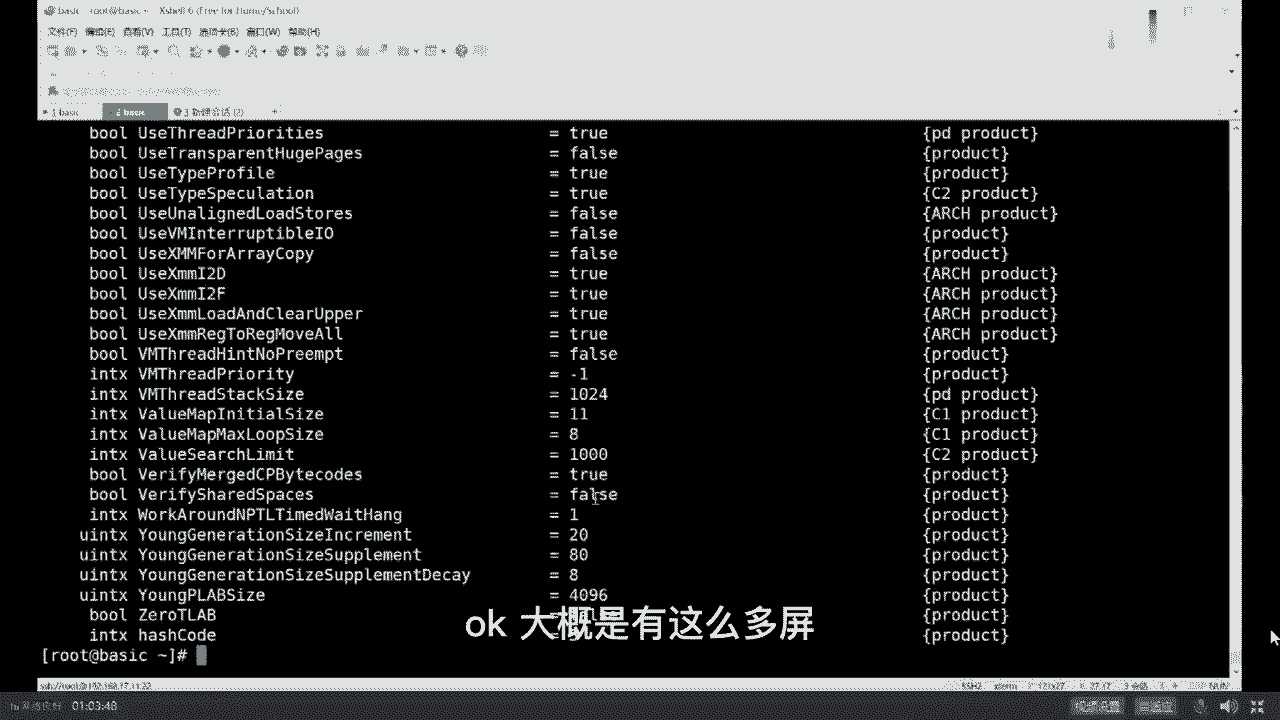 basic - root@basic:~ - Xshell 6 (Free for Home/School)
文件(F) 编辑(E) 查看(V) 工具(T) 选项卡(B) 窗口(W) 帮助(H)
1 basic 2 basic 3 新建会话 (2) +
bool UseThreadPriorities = true {pd product}
bool UseTransparentHugePages = false {product}
bool UseTypeProfile = true {product}
bool UseTypeSpeculation = true {C2 product}
bool UseUnalignedLoadStores = false {ARCH product}
bool UseVMInterruptibleIO = false {product}
bool UseXMMForArrayCopy = false {product}
bool UseXmmI2D = true {ARCH product}
bool UseXmmI2F = true {ARCH product}
bool UseXmmLoadAndClearUpper = true {ARCH product}
bool UseXmmRegToRegMoveAll = true {ARCH product}
bool VMThreadHintNoPreempt = false {product}
intx VMThreadPriority = -1 {product}
intx VMThreadStackSize = 1024 {pd product}
intx ValueMapInitialSize = 11 {C1 product}
intx ValueMapMaxLoopSize = 8 {C1 product}
intx ValueSearchLimit = 1000 {C2 product}
bool VerifyMergedCPBytecodes = true {product}
bool VerifySharedSpaces = false {product}
intx WorkAroundNPTLTimedWaitHang = 1 {product}
uintx YoungGenerationSizeIncrement = 20 {product}
uintx YoungGenerationSizeSupplement = 80 {product}
uintx YoungGenerationSizeSupplementDecay = 8 {product}
uintx YoungPLABSize = 4096 {product}
bool ZeroTLAB {product}
intx hashCode {product}
ok 大概是有这么多屏
[root@basic ~]#
01:03:48